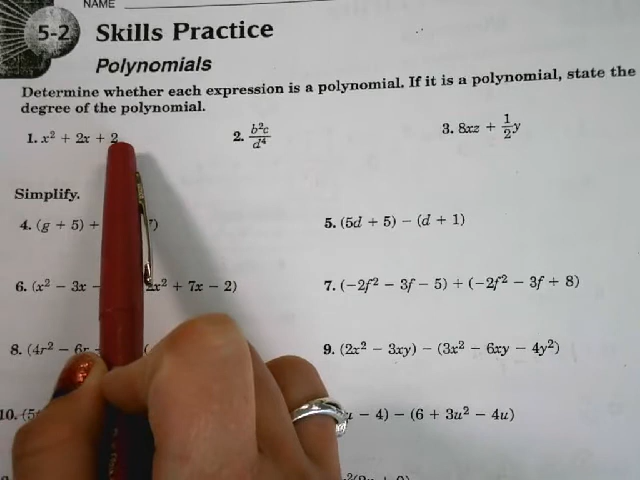 NAME
5-2 Skills Practice
Polynomials
Determine whether each expression is a polynomial. If it is a polynomial, state the
degree of the polynomial.
1. x² + 2x + 2 2. b²c/d⁴ 3. 8xz + 1/2 y
Simplify.
4. (g + 5) + 5. (5d + 5) − (d + 1)
6. (x² − 3x − x² + 7x − 2) 7. (−2f² − 3f − 5) + (−2f² − 3f + 8)
8. (4r² − 6r 9. (2x² − 3xy) − (3x² − 6xy − 4y²)
10. (5 − 4) − (6 + 3u² − 4u)